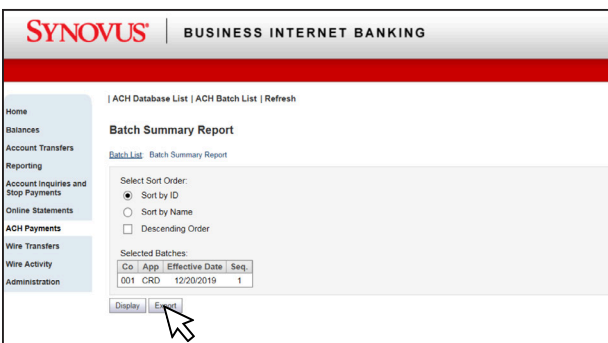 SYNOVUS® | BUSINESS INTERNET BANKING
| ACH Database List | ACH Batch List | Refresh
Home
Balances
Account Transfers
Reporting
Account Inquiries and
Stop Payments
Online Statements
ACH Payments
Wire Transfers
Wire Activity
Administration
Batch Summary Report
Batch List: Batch Summary Report
Select Sort Order:
Sort by ID
Sort by Name
Descending Order
Selected Batches:
Co App Effective Date Seq.
001 CRD 12/20/2019 1
Display Export